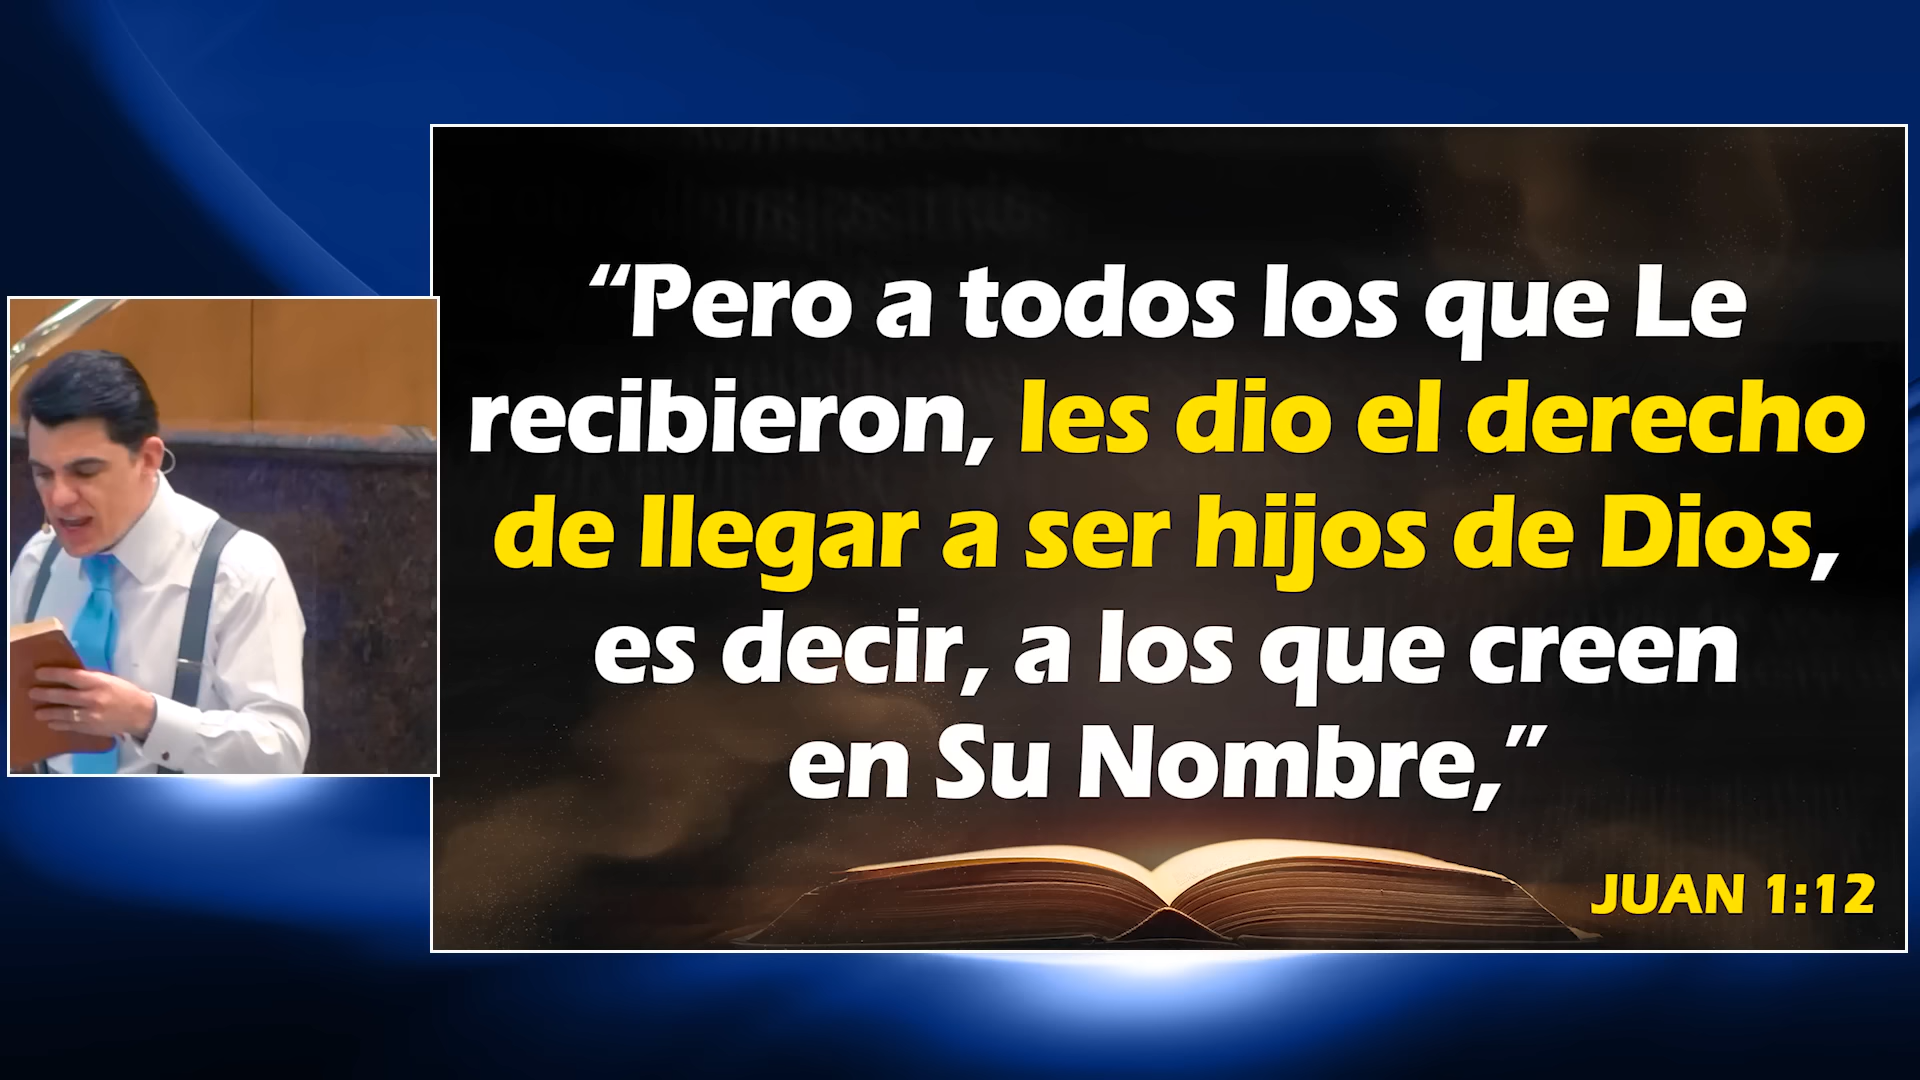 “Pero a todos los que Le
recibieron, les dio el derecho
de llegar a ser hijos de Dios,
es decir, a los que creen
en Su Nombre,”
JUAN 1:12